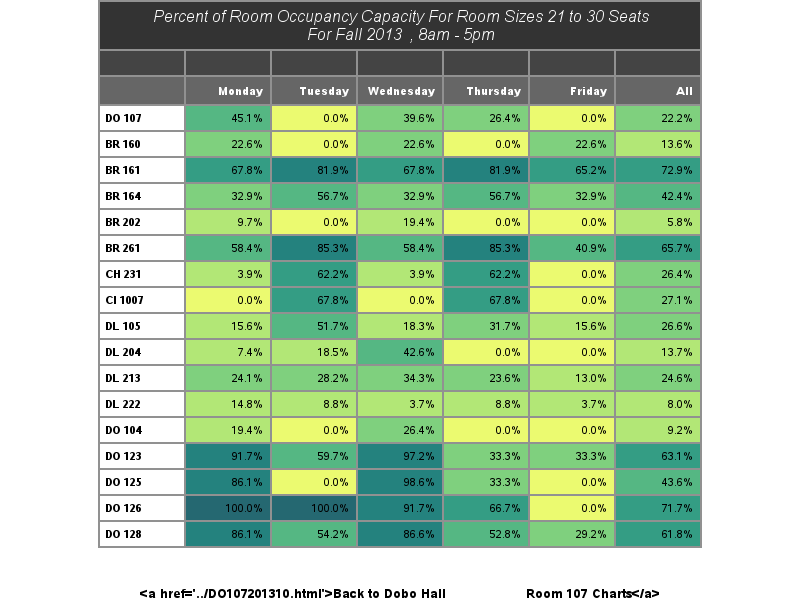 Percent of Room Occupancy Capacity For Room Sizes 21 to 30 Seats
For Fall 2013 , 8am - 5pm
Monday Tuesday Wednesday Thursday Friday All
DO 107 45.1% 0.0% 39.6% 26.4% 0.0% 22.2%
BR 160 22.6% 0.0% 22.6% 0.0% 22.6% 13.6%
BR 161 67.8% 81.9% 67.8% 81.9% 65.2% 72.9%
BR 164 32.9% 56.7% 32.9% 56.7% 32.9% 42.4%
BR 202 9.7% 0.0% 19.4% 0.0% 0.0% 5.8%
BR 261 58.4% 85.3% 58.4% 85.3% 40.9% 65.7%
CH 231 3.9% 62.2% 3.9% 62.2% 0.0% 26.4%
CI 1007 0.0% 67.8% 0.0% 67.8% 0.0% 27.1%
DL 105 15.6% 51.7% 18.3% 31.7% 15.6% 26.6%
DL 204 7.4% 18.5% 42.6% 0.0% 0.0% 13.7%
DL 213 24.1% 28.2% 34.3% 23.6% 13.0% 24.6%
DL 222 14.8% 8.8% 3.7% 8.8% 3.7% 8.0%
DO 104 19.4% 0.0% 26.4% 0.0% 0.0% 9.2%
DO 123 91.7% 59.7% 97.2% 33.3% 33.3% 63.1%
DO 125 86.1% 0.0% 98.6% 33.3% 0.0% 43.6%
DO 126 100.0% 100.0% 91.7% 66.7% 0.0% 71.7%
DO 128 86.1% 54.2% 86.6% 52.8% 29.2% 61.8%
<a href='../DO107201310.html'>Back to Dobo Hall Room 107 Charts</a>